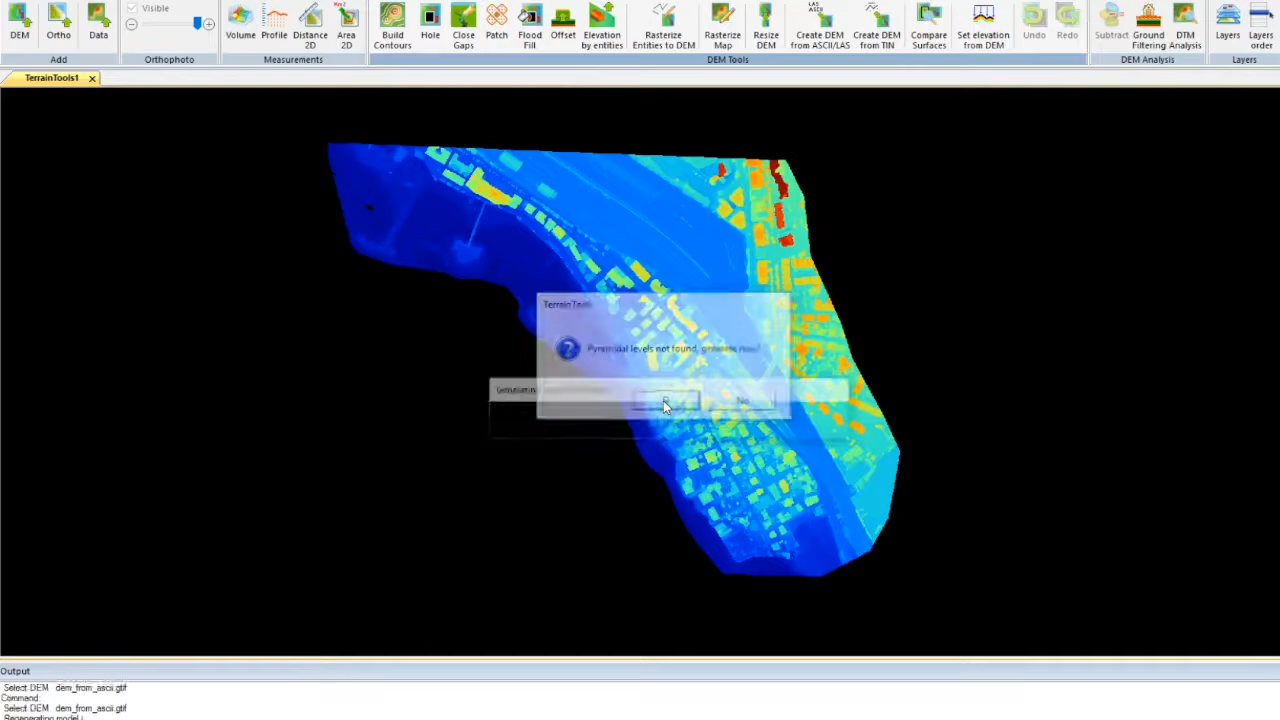 DEM Ortho Data
Visible
Volume Profile Distance 2D Area 2D
Build Contours Hole Close Gaps Patch Flood Fill Offset Elevation by entities Rasterize Entities to DEM Rasterize Map Resize DEM Create DEM from ASCII/LAS Create DEM from TIN Compare Surfaces Set elevation from DEM Undo Redo
Subtract Ground Filtering DTM Analysis
Layers Layers order
Add Orthophoto Measurements DEM Tools DEM Analysis Layers
TerrainTools1
TerrainTools
Pyramidal levels not found, generate now?
No
Output
Select DEM dem_from_ascii.gtif
Command:
Select DEM dem_from_ascii.gtif
Regenerating model